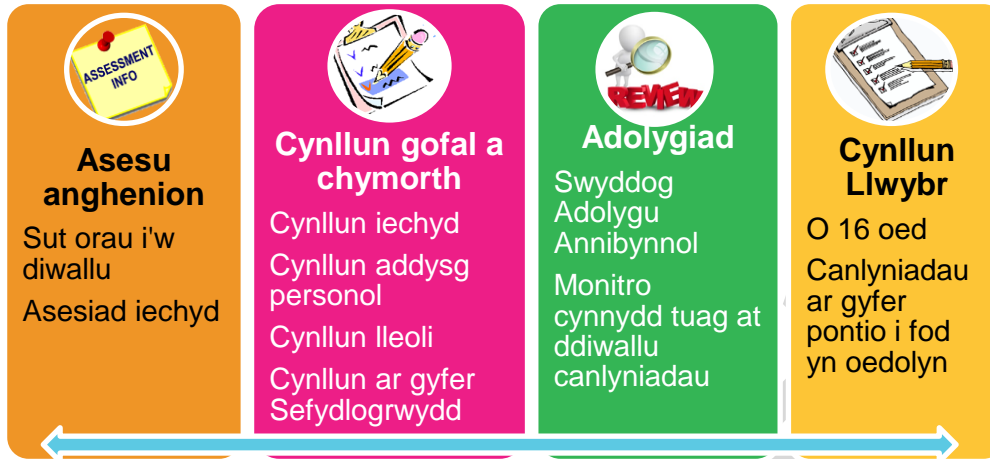 ASSESSMENT
INFO
Asesu
anghenion
Sut orau i'w
diwallu
Asesiad iechyd
Cynllun gofal a
chymorth
Cynllun iechyd
Cynllun addysg
personol
Cynllun lleoli
Cynllun ar gyfer
Sefydlogrwydd
REVIEW
Adolygiad
Swyddog
Adolygu
Annibynnol
Monitro
cynnydd tuag at
ddiwallu
canlyniadau
Cynllun
Llwybr
O 16 oed
Canlyniadau
ar gyfer
pontio i fod
yn oedolyn